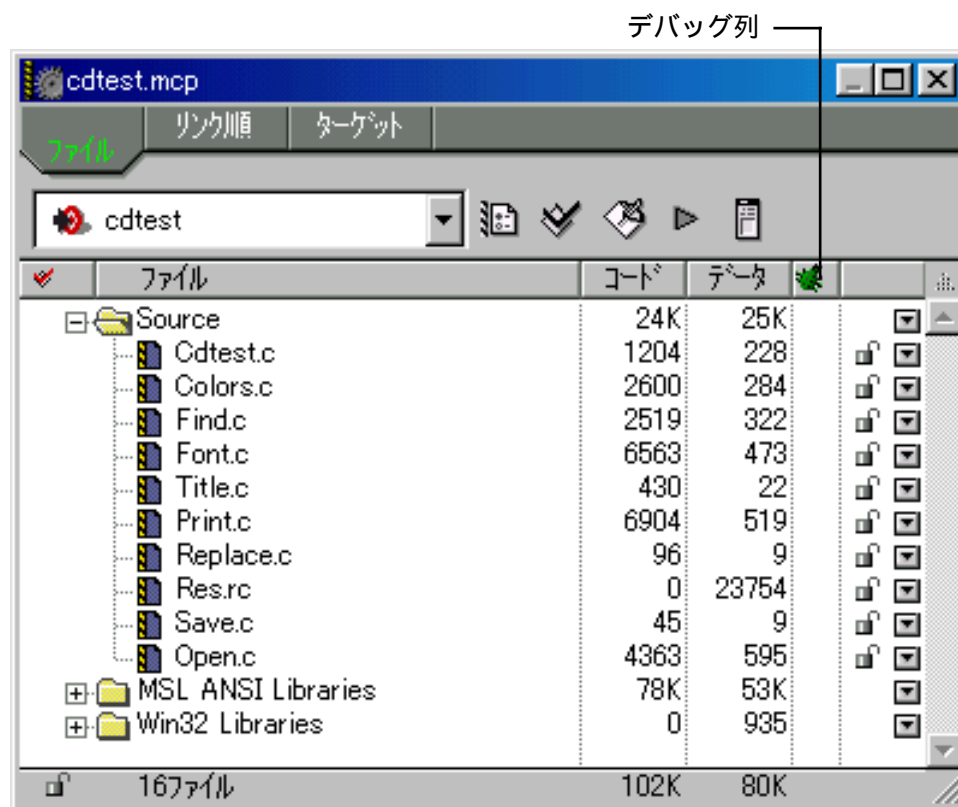 デバッグ列
cdtest.mcp
ファイル リンク順 ターゲット
cdtest
ファイル コード データ
Source 24K 25K
Cdtest.c 1204 228
Colors.c 2600 284
Find.c 2519 322
Font.c 6563 473
Title.c 430 22
Print.c 6904 519
Replace.c 96 9
Res.rc 0 23754
Save.c 45 9
Open.c 4363 595
MSL ANSI Libraries 78K 53K
Win32 Libraries 0 935
16ファイル 102K 80K